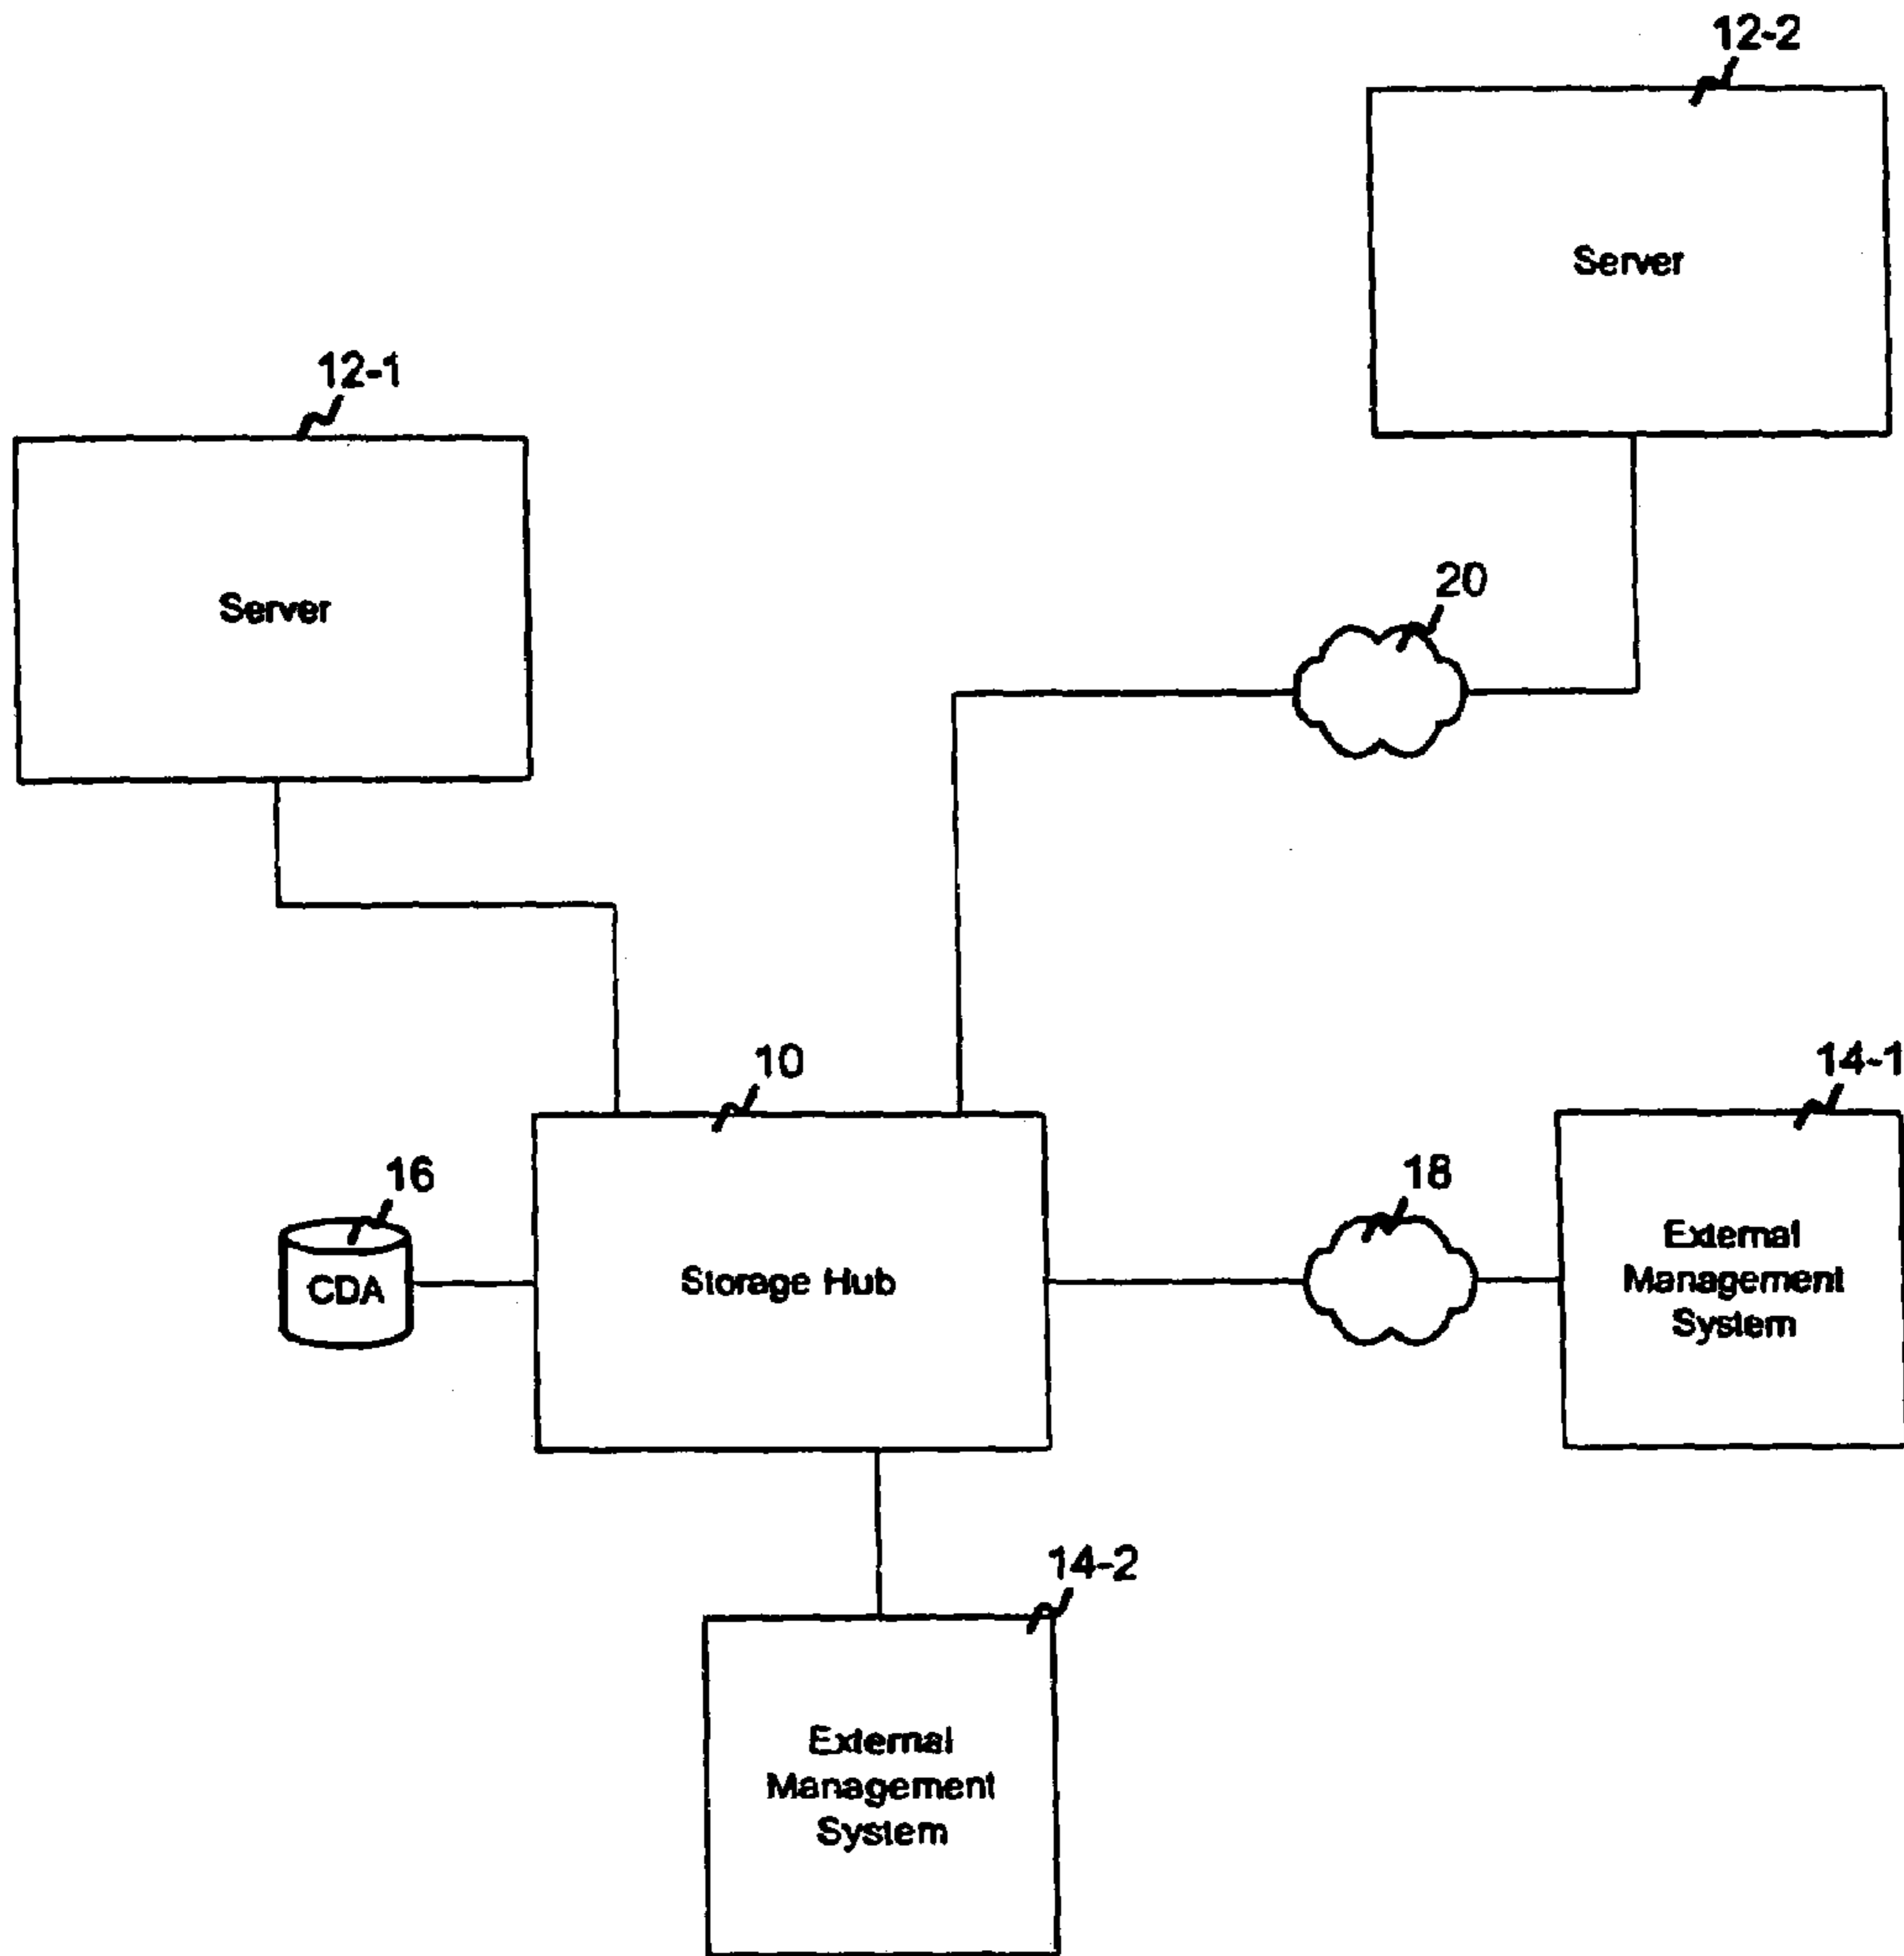 12-2
Server
12-1
Server
20
10
14-1
16
18
CDA
Storage Hub
External
Management
System
14-2
External
Management
System